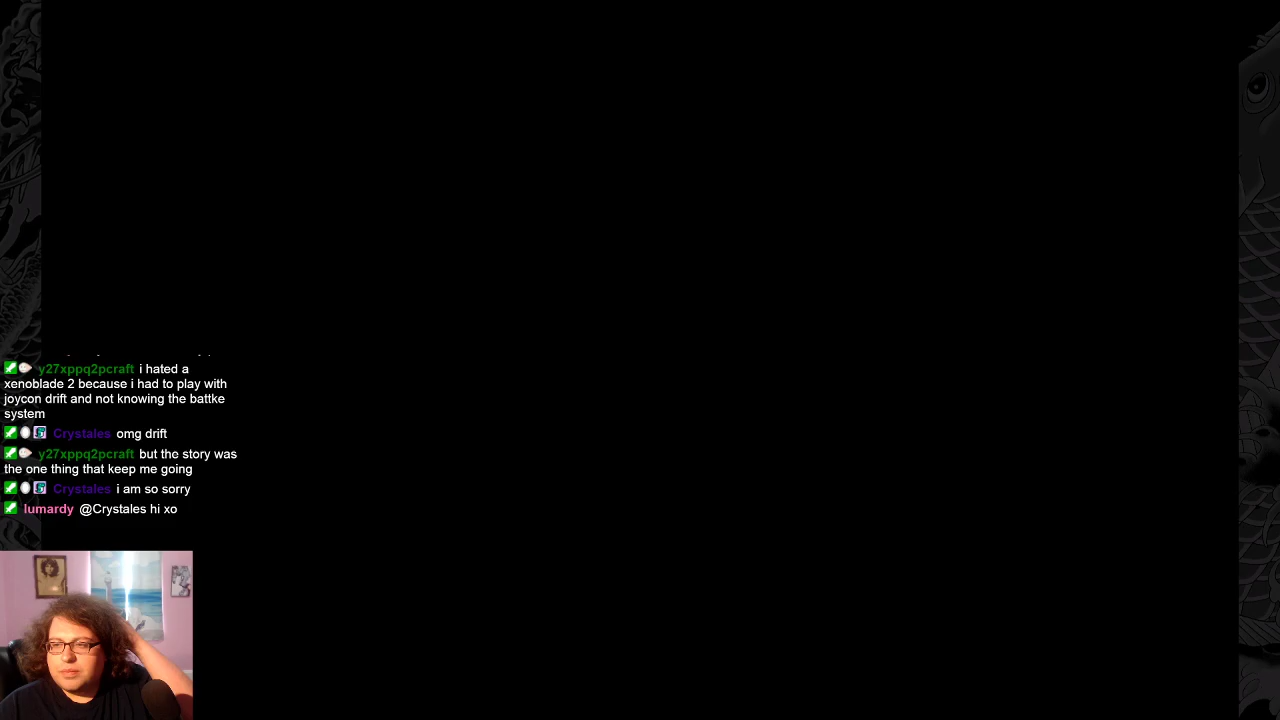 y27xppq2pcraft i hated a
xenoblade 2 because i had to play with
joycon drift and not knowing the battke
system
Crystales omg drift
y27xppq2pcraft but the story was
the one thing that keep me going
Crystales i am so sorry
lumardy @Crystales hi xo